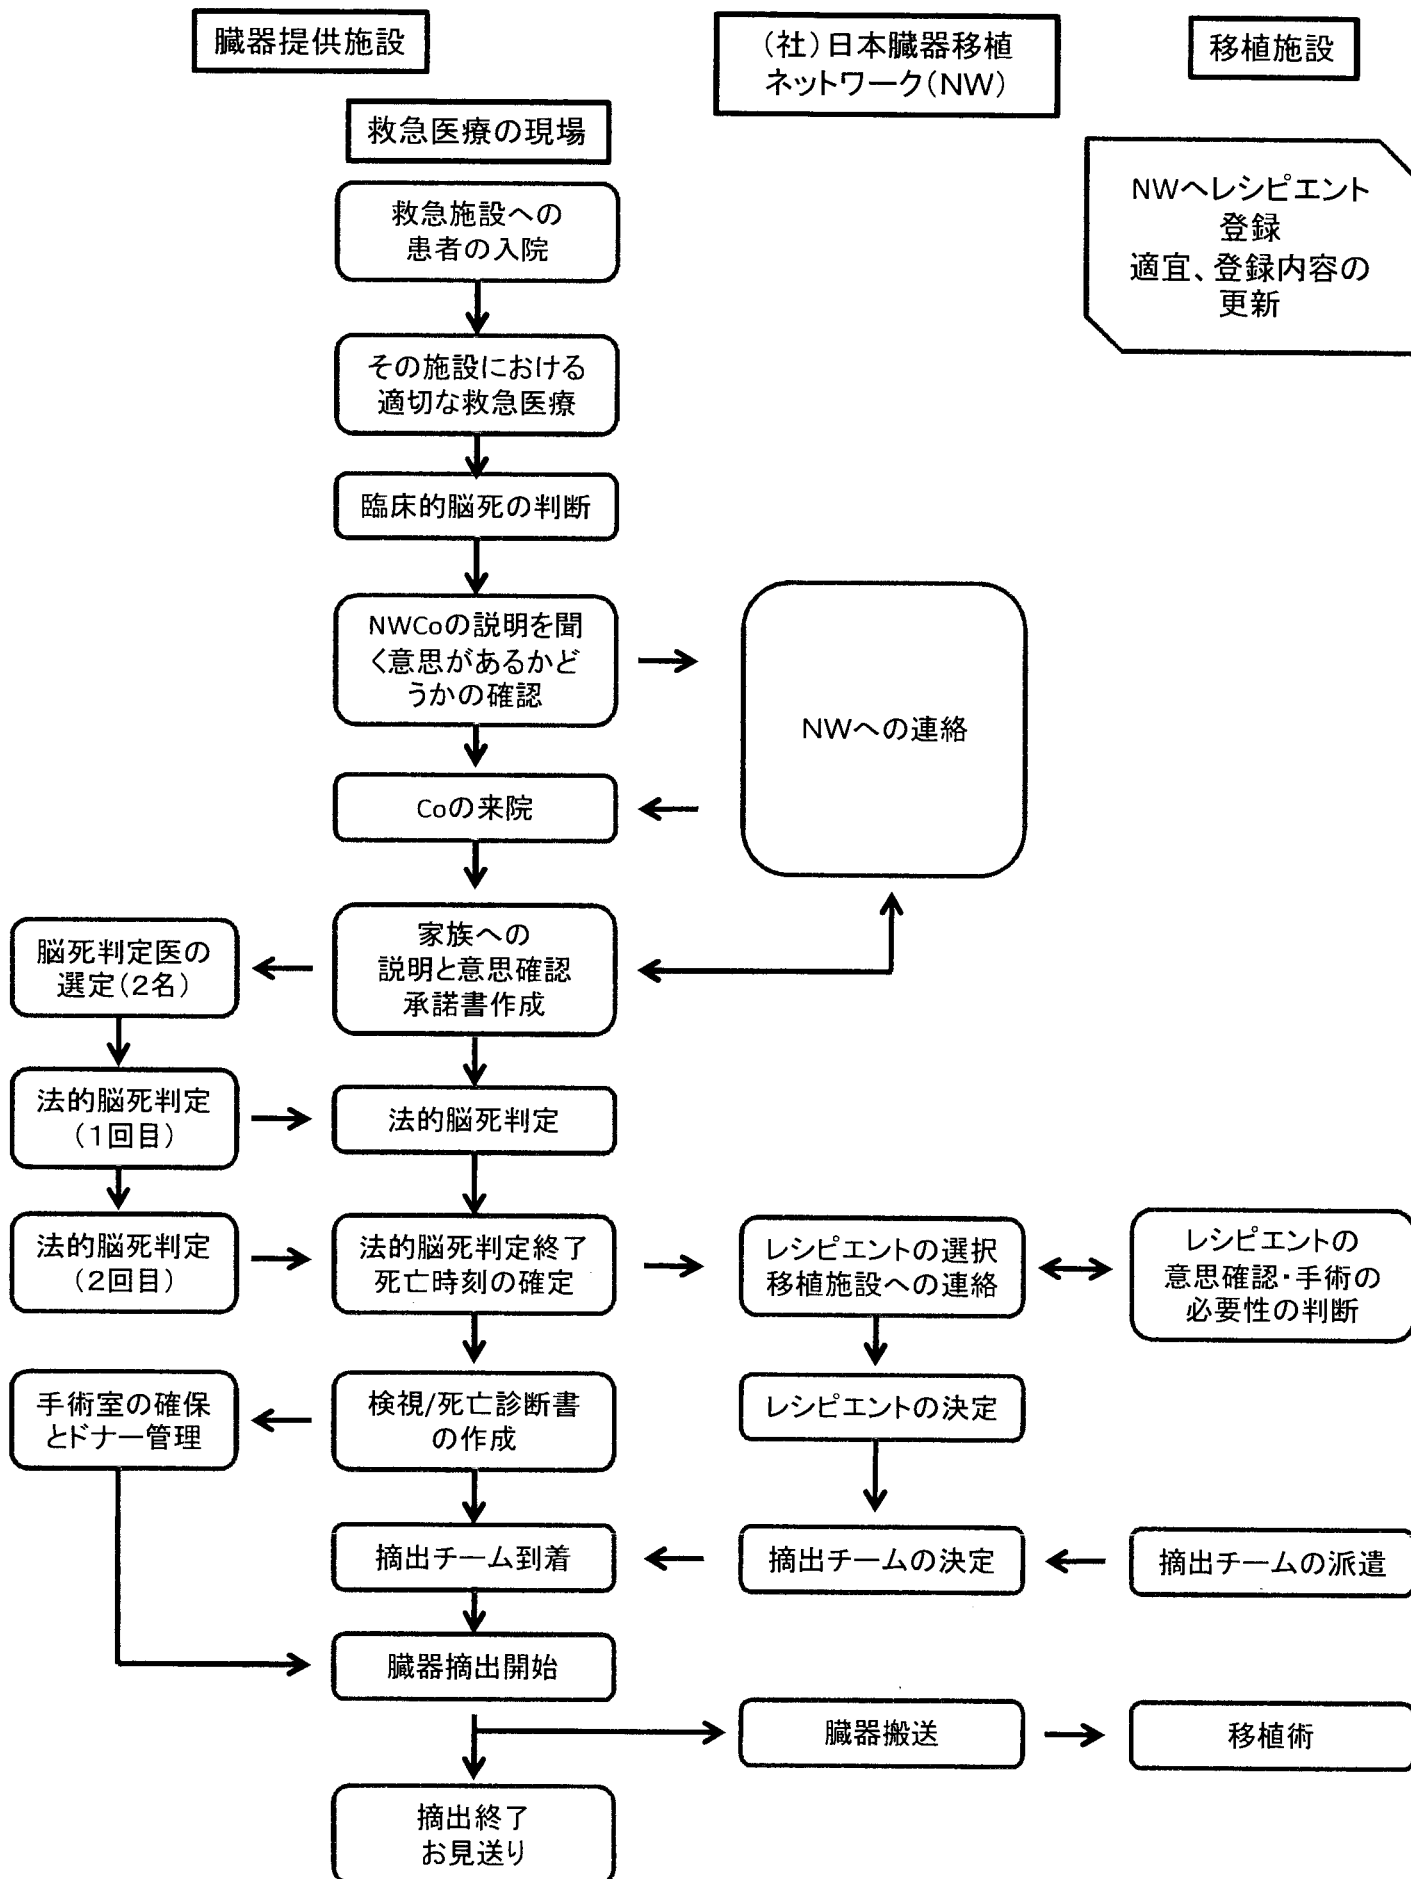 臓器提供施設
(社)日本臓器移植
ネットワーク(NW)
移植施設
救急医療の現場
NWへレシピエント
登録
適宜、登録内容の
更新
救急施設への
患者の入院
その施設における
適切な救急医療
臨床的脳死の判断
NWCoの説明を聞
く意思があるかど
うかの確認
NWへの連絡
Coの来院
家族への
説明と意思確認
承諾書作成
脳死判定医の
選定(2名)
法的脳死判定
(1回目)
法的脳死判定
法的脳死判定
(2回目)
法的脳死判定終了
死亡時刻の確定
レシピエントの選択
移植施設への連絡
レシピエントの
意思確認・手術の
必要性の判断
手術室の確保
とドナー管理
検視/死亡診断書
の作成
レシピエントの決定
摘出チーム到着
摘出チームの決定
摘出チームの派遣
臓器摘出開始
臓器搬送
移植術
摘出終了
お見送り